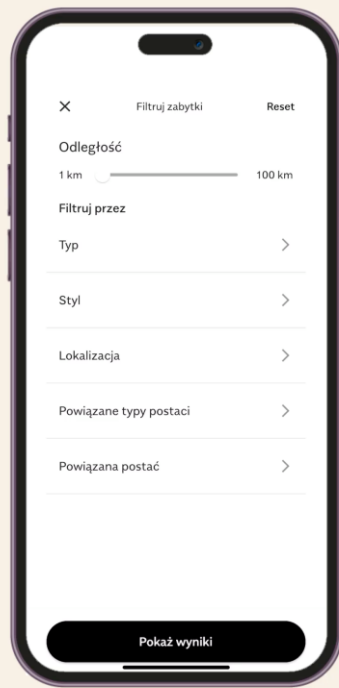 Filtruj zabytki Reset
Odległość
1 km 100 km
Filtruj przez
Typ
Styl
Lokalizacja
Powiązane typy postaci
Powiązana postać
Pokaż wyniki